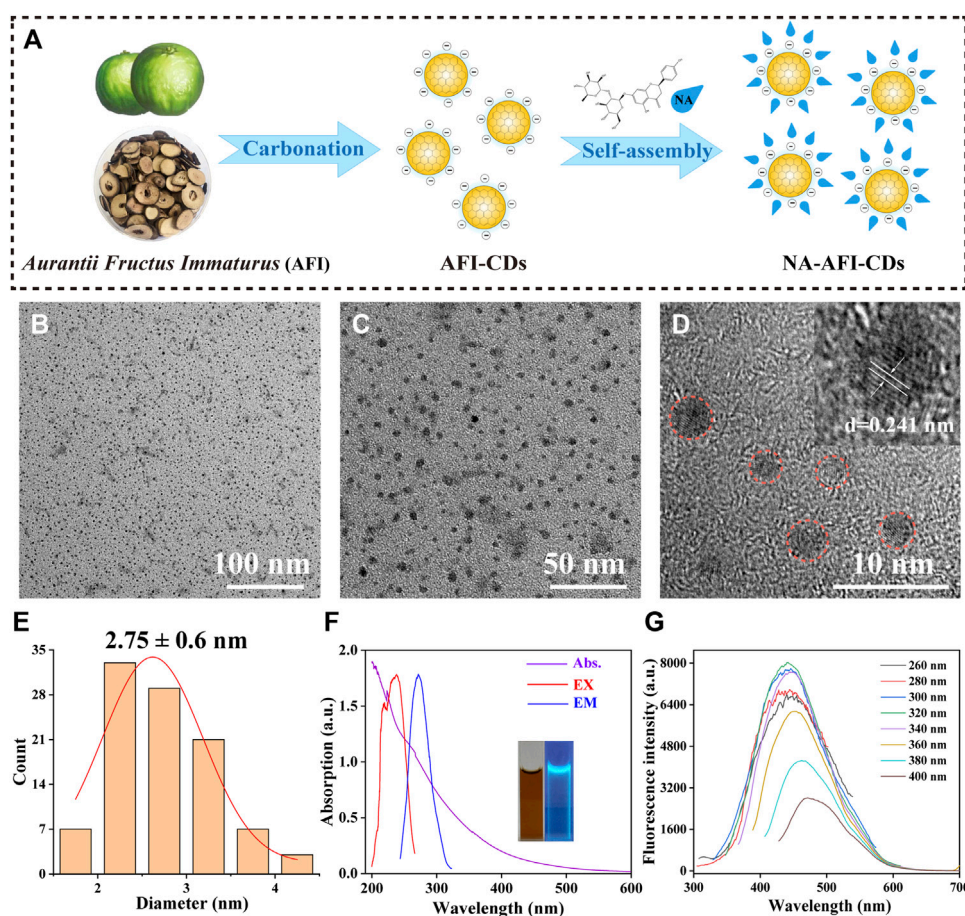 A
NA
Carbonation
Self-assembly
Aurantii Fructus Immaturus (AFI)
AFI-CDs
NA-AFI-CDs
B
100 nm
C
50 nm
D
d=0.241 nm
10 nm
E
2.75 ± 0.6 nm
35
28
21
14
7
Count
2
3
4
Diameter (nm)
F
2.0
1.5
1.0
0.5
0.0
Absorption (a.u.)
Abs.
EX
EM
200
300
400
500
600
Wavelength (nm)
G
8000
6400
4800
3200
1600
0
Fluorescence intensity (a.u.)
260 nm
280 nm
300 nm
320 nm
340 nm
360 nm
380 nm
400 nm
300
400
500
600
700
Wavelength (nm)